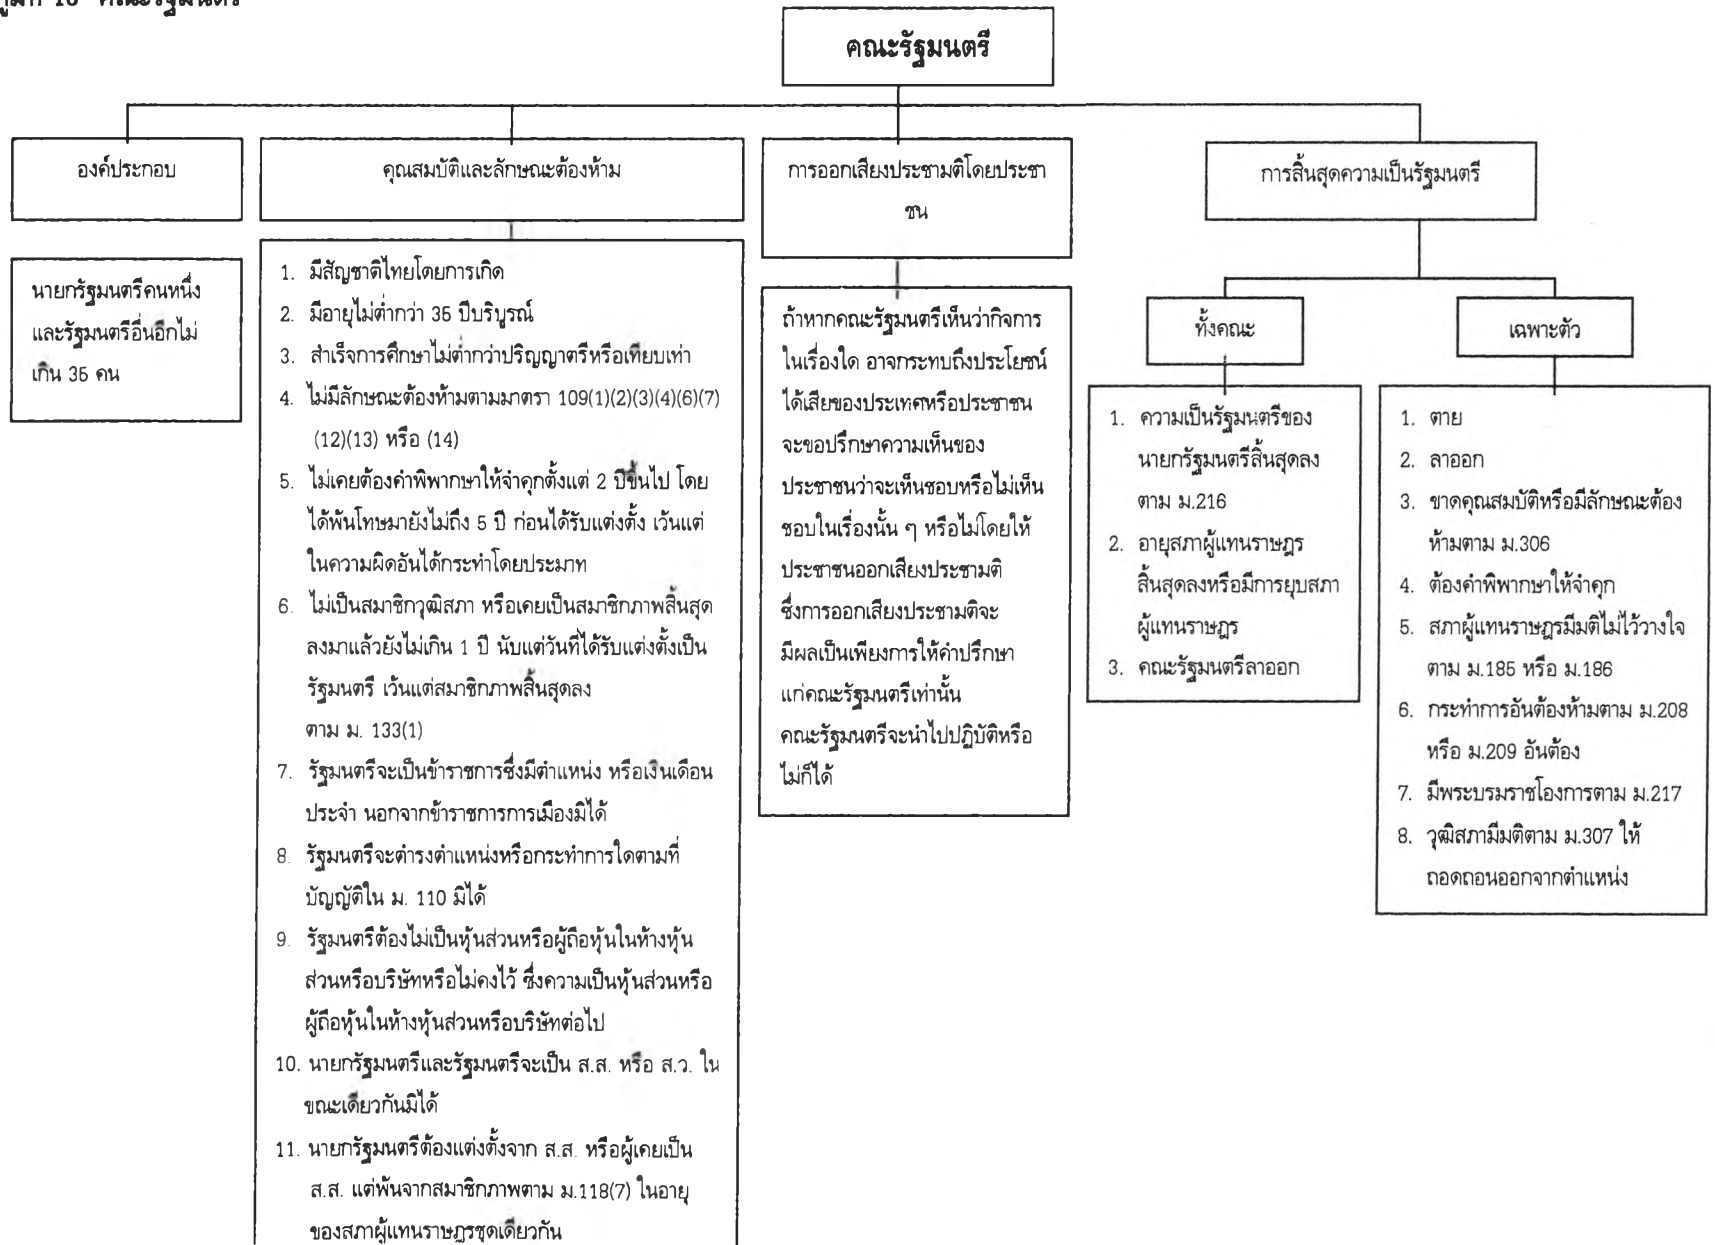 คณะรัฐมนตรี
คณะรัฐมนตรี
องค์ประกอบ
นายกรัฐมนตรีคนหนึ่ง
และรัฐมนตรีอื่นอีกไม่
เกิน 35 คน
คุณสมบัติและลักษณะต้องห้าม
1. มีสัญชาติไทยโดยการเกิด
2. มีอายุไม่ต่ำกว่า 35 ปีบริบูรณ์
3. สำเร็จการศึกษาไม่ต่ำกว่าปริญญาตรีหรือเทียบเท่า
4. ไม่มีลักษณะต้องห้ามตามมาตรา 109(1)(2)(3)(4)(6)(7)
(12)(13) หรือ (14)
5. ไม่เคยต้องคำพิพากษาให้จำคุกตั้งแต่ 2 ปีขึ้นไป โดย
ได้พ้นโทษมายังไม่ถึง 5 ปี ก่อนได้รับแต่งตั้ง เว้นแต่
ในความผิดอันได้กระทำโดยประมาท
6. ไม่เป็นสมาชิกวุฒิสภา หรือเคยเป็นสมาชิกภาพสิ้นสุด
ลงมาแล้วยังไม่เกิน 1 ปี นับแต่วันที่ได้รับแต่งตั้งเป็น
รัฐมนตรี เว้นแต่สมาชิกภาพสิ้นสุดลง
ตาม ม. 133(1)
7. รัฐมนตรีจะเป็นข้าราชการซึ่งมีตำแหน่ง หรือเงินเดือน
ประจำ นอกจากข้าราชการการเมืองมิได้
8. รัฐมนตรีจะดำรงตำแหน่งหรือกระทำการใดตามที่
บัญญัติใน ม. 110 มิได้
9. รัฐมนตรีต้องไม่เป็นหุ้นส่วนหรือผู้ถือหุ้นในห้างหุ้น
ส่วนหรือบริษัทหรือไม่คงไว้ ซึ่งความเป็นหุ้นส่วนหรือ
ผู้ถือหุ้นในห้างหุ้นส่วนหรือบริษัทต่อไป
10. นายกรัฐมนตรีและรัฐมนตรีจะเป็น ส.ส. หรือ ส.ว. ใน
ขณะเดียวกันมิได้
11. นายกรัฐมนตรีต้องแต่งตั้งจาก ส.ส. หรือผู้เคยเป็น
ส.ส. แต่พ้นจากสมาชิกภาพตาม ม.118(7) ในอายุ
ของสภาผู้แทนราษฎรชุดเดียวกัน
การออกเสียงประชามติโดยประชา
ชน
ถ้าหากคณะรัฐมนตรีเห็นว่ากิจการ
ในเรื่องใด อาจกระทบถึงประโยชน์
ได้เสียของประเทศหรือประชาชน
จะขอปรึกษาความเห็นของ
ประชาชนว่าจะเห็นชอบหรือไม่เห็น
ชอบในเรื่องนั้น ๆ หรือไม่โดยให้
ประชาชนออกเสียงประชามติ
ซึ่งการออกเสียงประชามติจะ
มีผลเป็นเพียงการให้คำปรึกษา
แก่คณะรัฐมนตรีเท่านั้น
คณะรัฐมนตรีจะนำไปปฏิบัติหรือ
ไม่ก็ได้
การสิ้นสุดความเป็นรัฐมนตรี
ทั้งคณะ
1. ความเป็นรัฐมนตรีของ
นายกรัฐมนตรีสิ้นสุดลง
ตาม ม.216
2. อายุสภาผู้แทนราษฎร
สิ้นสุดลงหรือมีการยุบสภา
ผู้แทนราษฎร
3. คณะรัฐมนตรีลาออก
เฉพาะตัว
1. ตาย
2. ลาออก
3. ขาดคุณสมบัติหรือมีลักษณะต้อง
ห้ามตาม ม.306
4. ต้องคำพิพากษาให้จำคุก
5. สภาผู้แทนราษฎรมีมติไม่ไว้วางใจ
ตาม ม.185 หรือ ม.186
6. กระทำการอันต้องห้ามตาม ม.208
หรือ ม.209 อันต้อง
7. มีพระบรมราชโองการตาม ม.217
8. วุฒิสภามีมติตาม ม.307 ให้
ถอดถอนออกจากตำแหน่ง